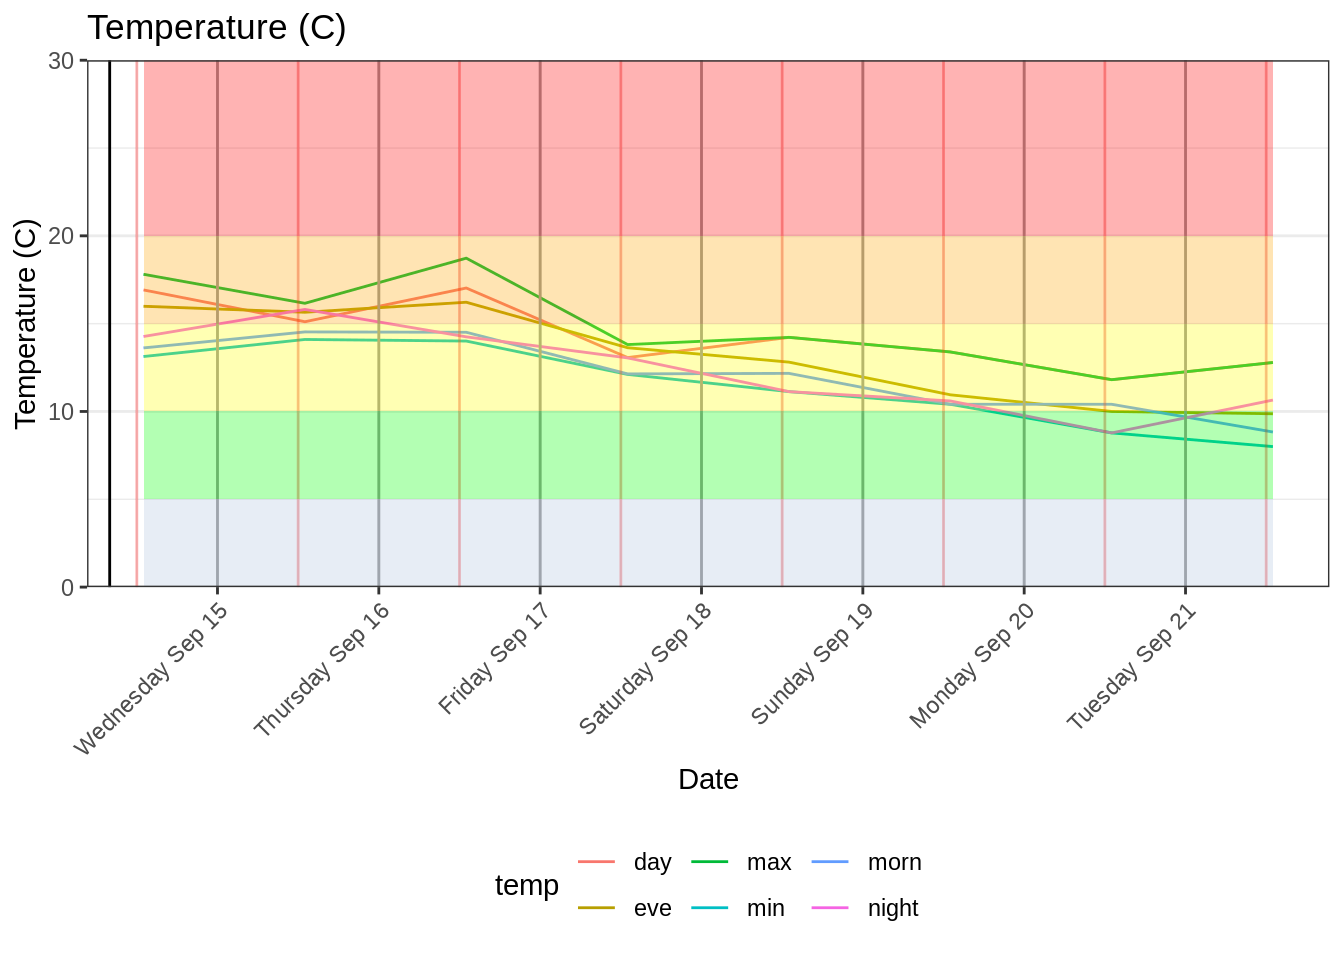 Temperature (C)
Temperature (C)
30
20
10
0
Wednesday Sep 15
Thursday Sep 16
Friday Sep 17
Saturday Sep 18
Sunday Sep 19
Monday Sep 20
Tuesday Sep 21
Date
temp
day max morn
eve min night